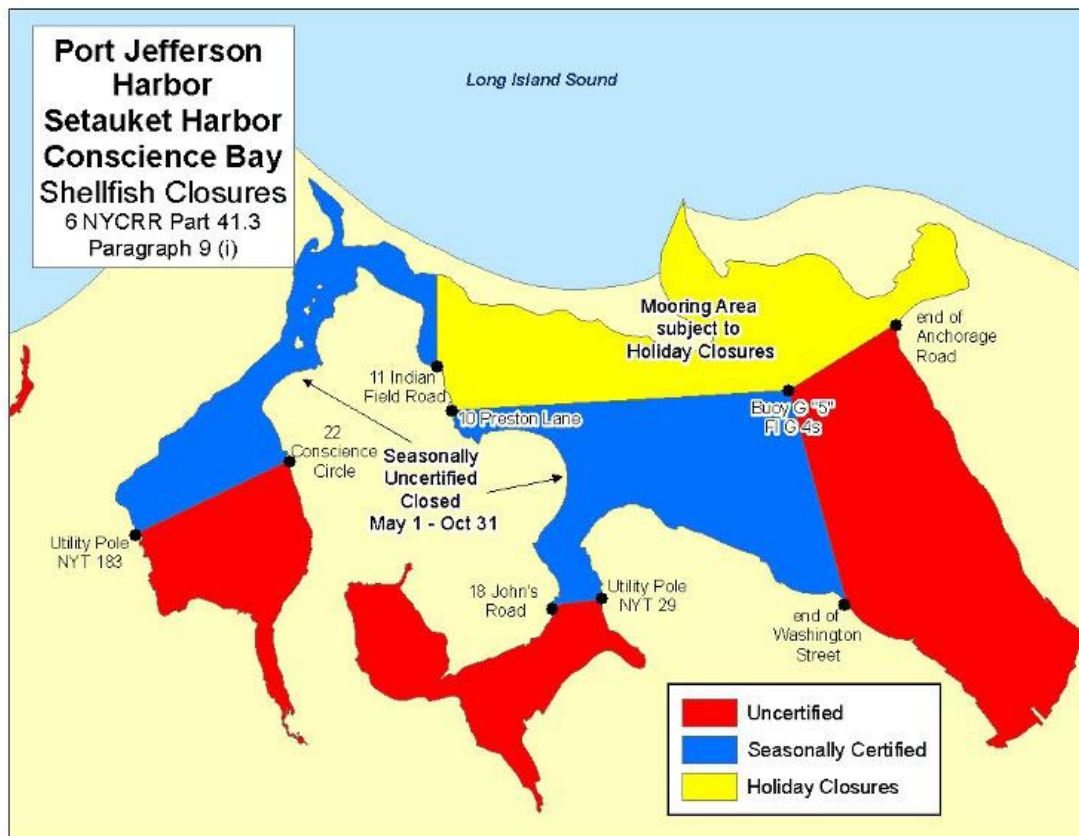 Port Jefferson
Harbor
Setauket Harbor
Conscience Bay
Shellfish Closures
6 NYCRR Part 41.3
Paragraph 9 (i)
Long Island Sound
Mooring Area
subject to
Holiday Closures
end of
Anchorage
Road
11 Indian
Field Road
10 Preston Lane
Buoy G "5"
Fl G 4s
22
Conscience
Circle
Seasonally
Uncertified
Closed
May 1 - Oct 31
Utility Pole
NYT 183
18 John's
Road
Utility Pole
NYT 29
end of
Washington
Street
Uncertified
Seasonally Certified
Holiday Closures